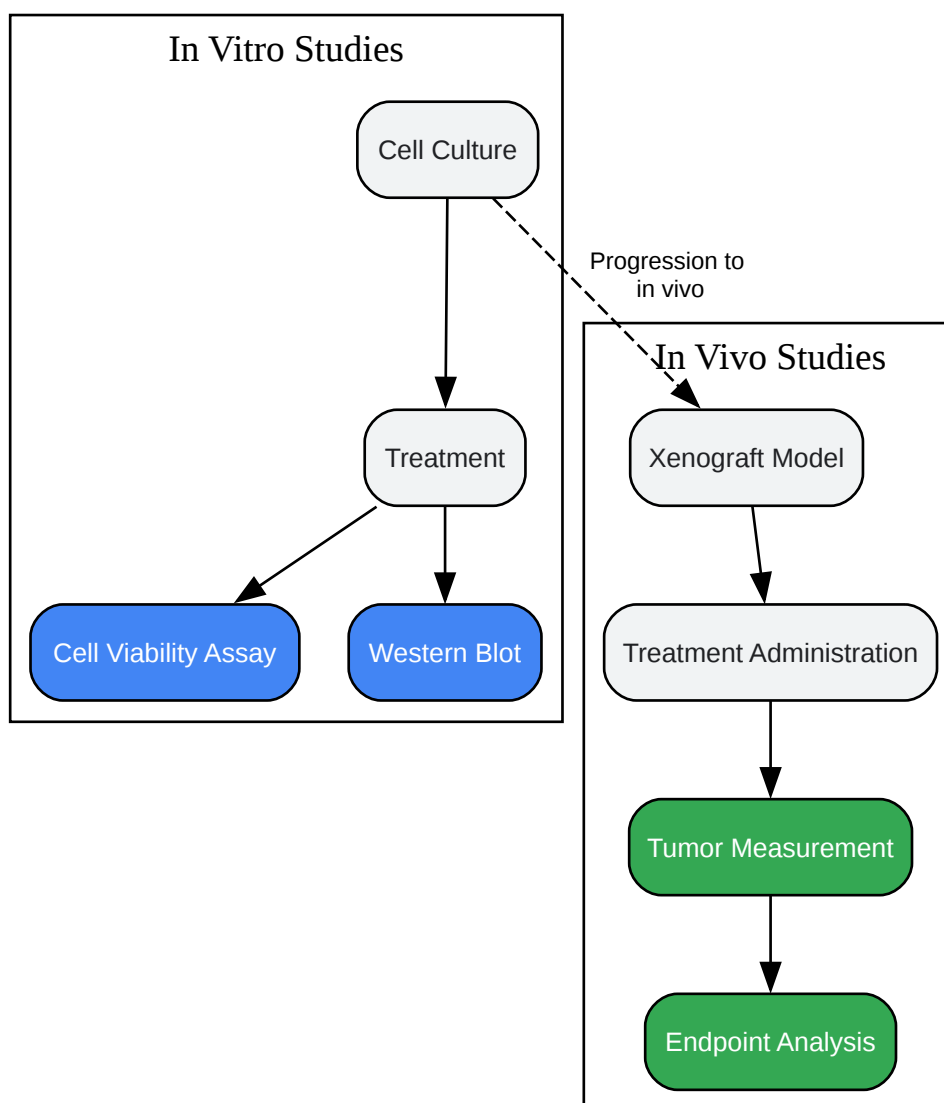 In Vitro Studies
Cell Culture
Progression to
in vivo
In Vivo Studies
Treatment
Xenograft Model
Cell Viability Assay
Western Blot
Treatment Administration
Tumor Measurement
Endpoint Analysis